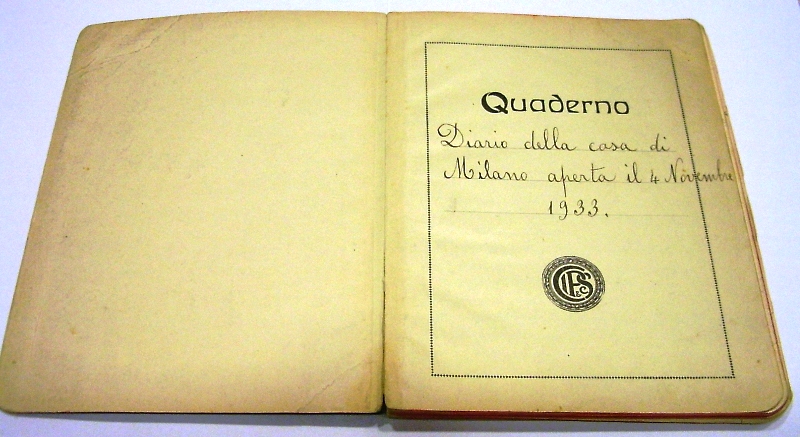 Quaderno
Diario della casa di
Milano aperta il 4 Novembre
1933.